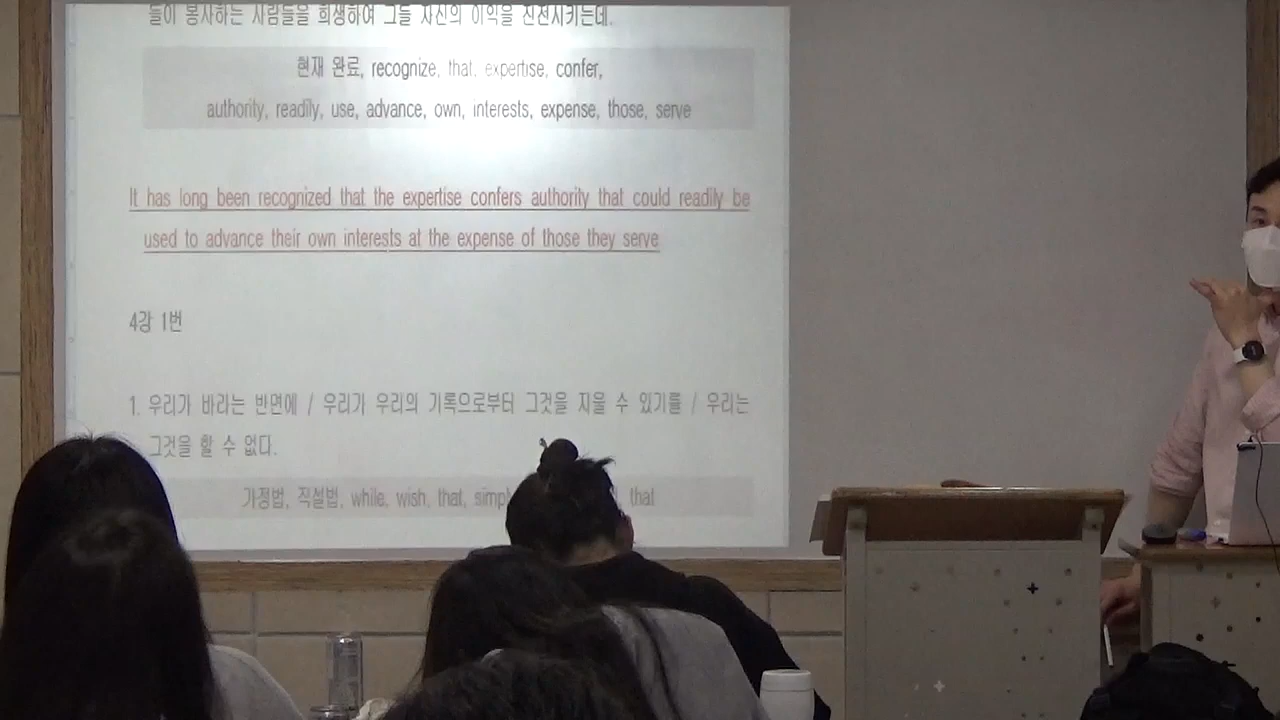 들이 봉사하는 사람들을 희생하여 그들 자신의 이익을 진전시키는데.
현재 완료, recognize, that, expertise, confer,
authority, readily, use, advance, own, interests, expense, those, serve
It has long been recognized that the expertise confers authority that could readily be
used to advance their own interests at the expense of those they serve
4강 1번
1. 우리가 바라는 반면에 / 우리가 우리의 기록으로부터 그것을 지울 수 있기를 / 우리는
그것을 할 수 없다.
가정법, 직설법, while, wish, that, that